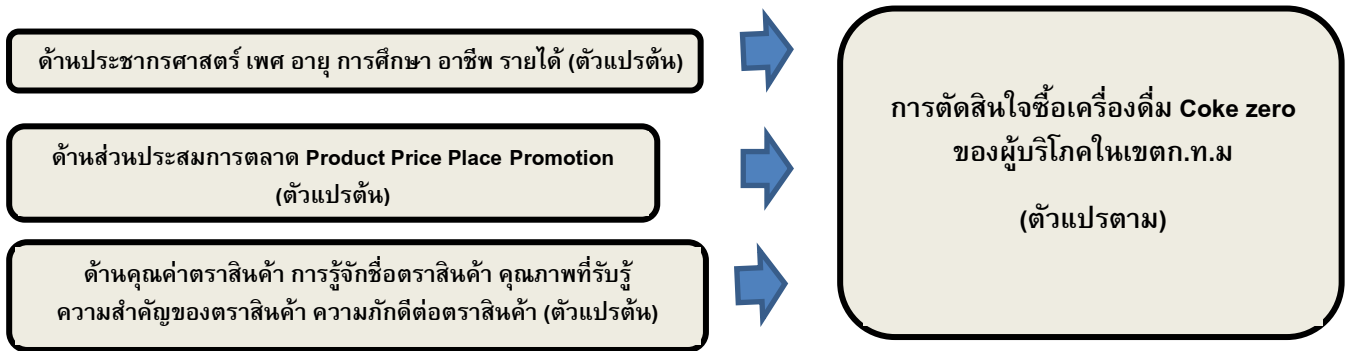 ด้านประชากรศาสตร์ เพศ อายุ การศึกษา อาชีพ รายได้ (ตัวแปรต้น)
ด้านส่วนประสมการตลาด Product Price Place Promotion
(ตัวแปรต้น)
ด้านคุณค่าตราสินค้า การรู้จักชื่อตราสินค้า คุณภาพที่รับรู้
ความสำคัญของตราสินค้า ความภักดีต่อตราสินค้า (ตัวแปรต้น)
การตัดสินใจซื้อเครื่องดื่ม Coke zero
ของผู้บริโภคในเขตก.ท.ม
(ตัวแปรตาม)